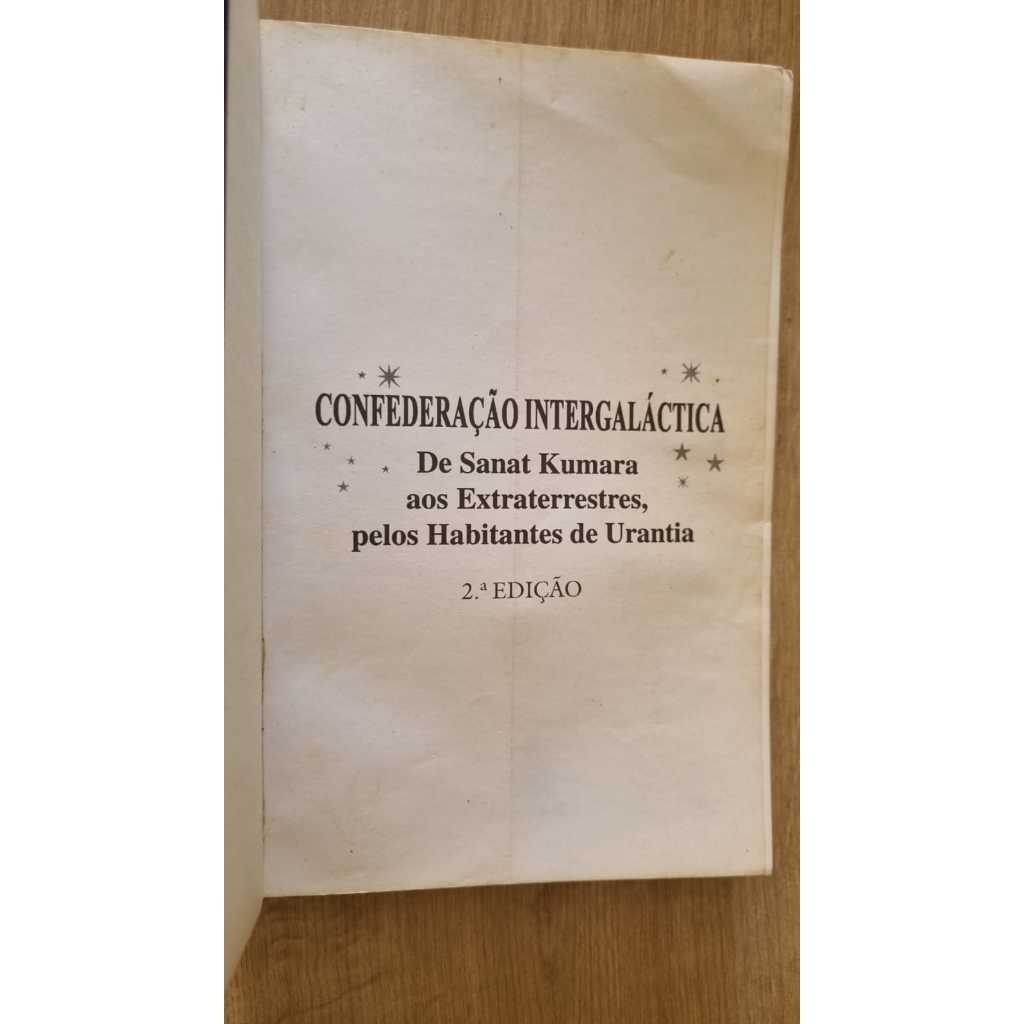 CONFEDERAÇÃO INTERGALÁCTICA
De Sanat Kumara
aos Extraterrestres,
pelos Habitantes de Urantia
2.ª EDIÇÃO